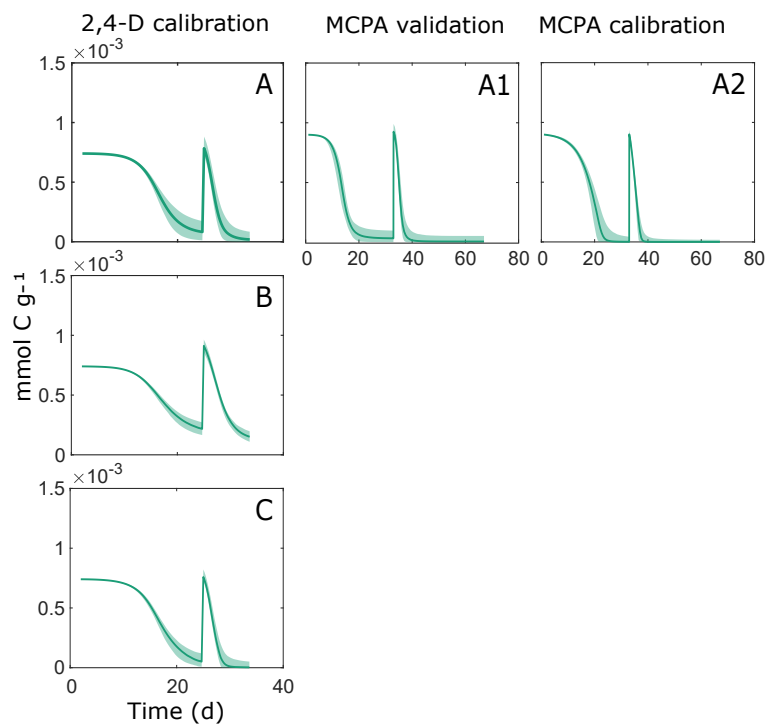 2,4-D calibration
MCPA validation
MCPA calibration
×10⁻³
1.5
1
0.5
0
A
A1
0 20 40 60 80
A2
0 20 40 60 80
×10⁻³
1.5
1
0.5
0
B
mmol C g⁻¹
×10⁻³
1.5
1
0.5
0
C
0 20 40
Time (d)